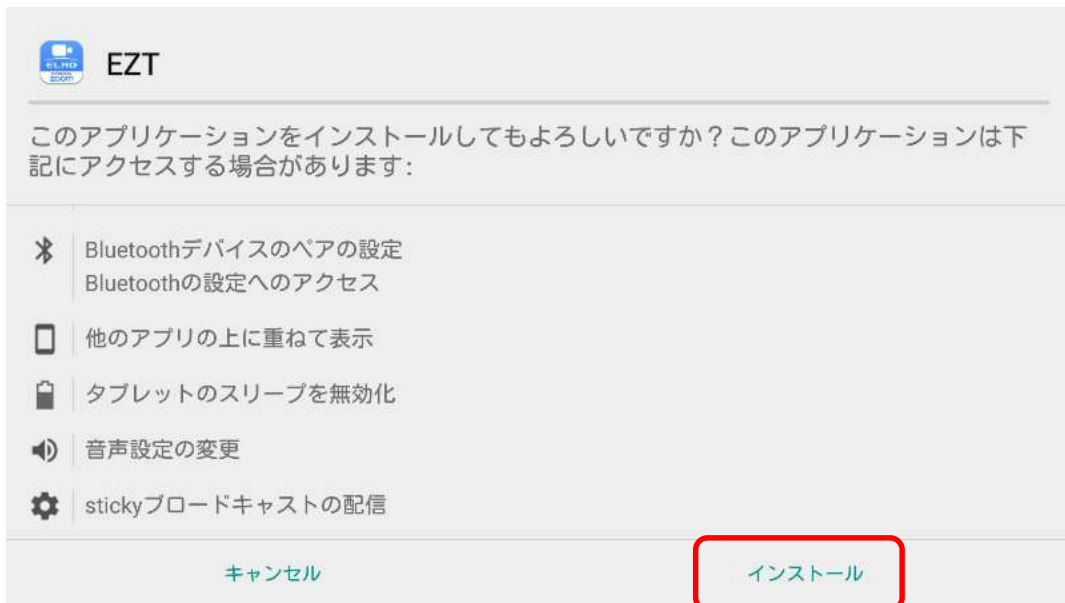 ELMO
zoom
EZT
このアプリケーションをインストールしてもよろしいですか？このアプリケーションは下
記にアクセスする場合があります:
Bluetoothデバイスのペアの設定
Bluetoothの設定へのアクセス
他のアプリの上に重ねて表示
タブレットのスリープを無効化
音声設定の変更
stickyブロードキャストの配信
キャンセル
インストール